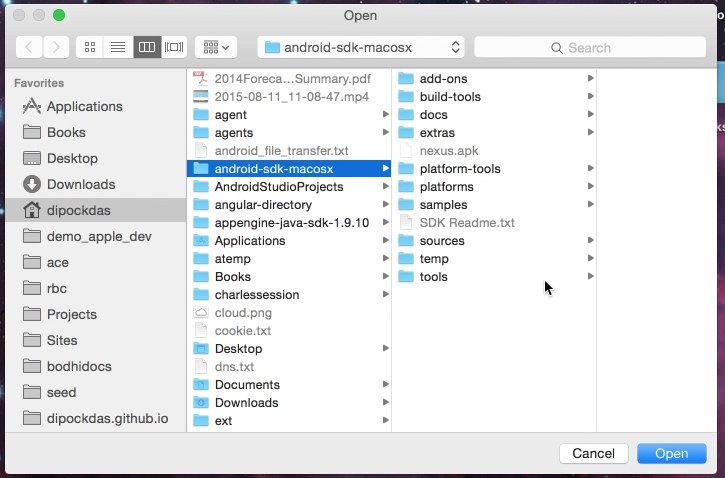 Open
android-sdk-macosx
Search
Favorites
Applications
Books
Desktop
Downloads
dipockdas
demo_apple_dev
ace
rbc
Projects
Sites
bodhidocs
seed
dipockdas.github.io
2014Foreca...Summary.pdf
2015-08-11_11-08-47.mp4
agent
agents
android_file_transfer.txt
android-sdk-macosx
AndroidStudioProjects
angular-directory
appengine-java-sdk-1.9.10
Applications
atemp
Books
charlessession
cloud.png
cookie.txt
Desktop
dns.txt
Documents
Downloads
ext
add-ons
build-tools
docs
extras
nexus.apk
platform-tools
platforms
samples
SDK Readme.txt
sources
temp
tools
Cancel
Open